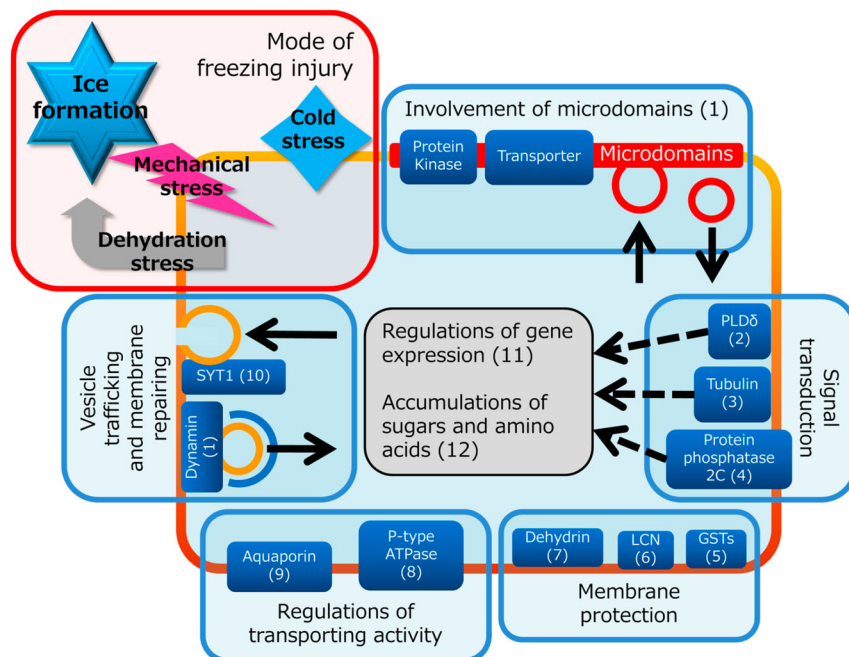 Mode of
freezing injury
Ice
formation
Cold
stress
Mechanical
stress
Dehydration
stress
Involvement of microdomains (1)
Protein
Kinase
Transporter
Microdomains
Vesicle
trafficking
and membrane
repairing
SYT1 (10)
Dynamin
(1)
Regulations of gene
expression (11)
Accumulations of
sugars and amino
acids (12)
PLDδ
(2)
Tubulin
(3)
Protein
phosphatase
2C (4)
Signal
transduction
Aquaporin
(9)
P-type
ATPase
(8)
Regulations of
transporting activity
Dehydrin
(7)
LCN
(6)
GSTs
(5)
Membrane
protection